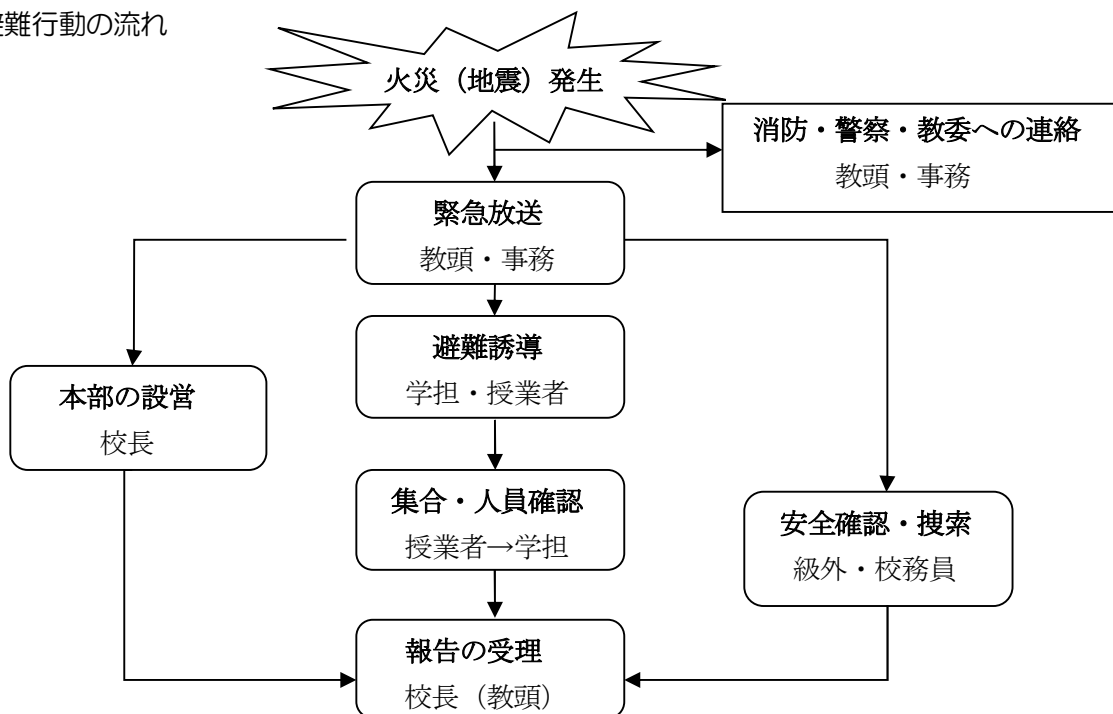 避難行動の流れ
火災（地震）発生
消防・警察・教委への連絡
教頭・事務
緊急放送
教頭・事務
避難誘導
学担・授業者
本部の設営
校長
集合・人員確認
授業者→学担
安全確認・捜索
級外・校務員
報告の受理
校長（教頭）